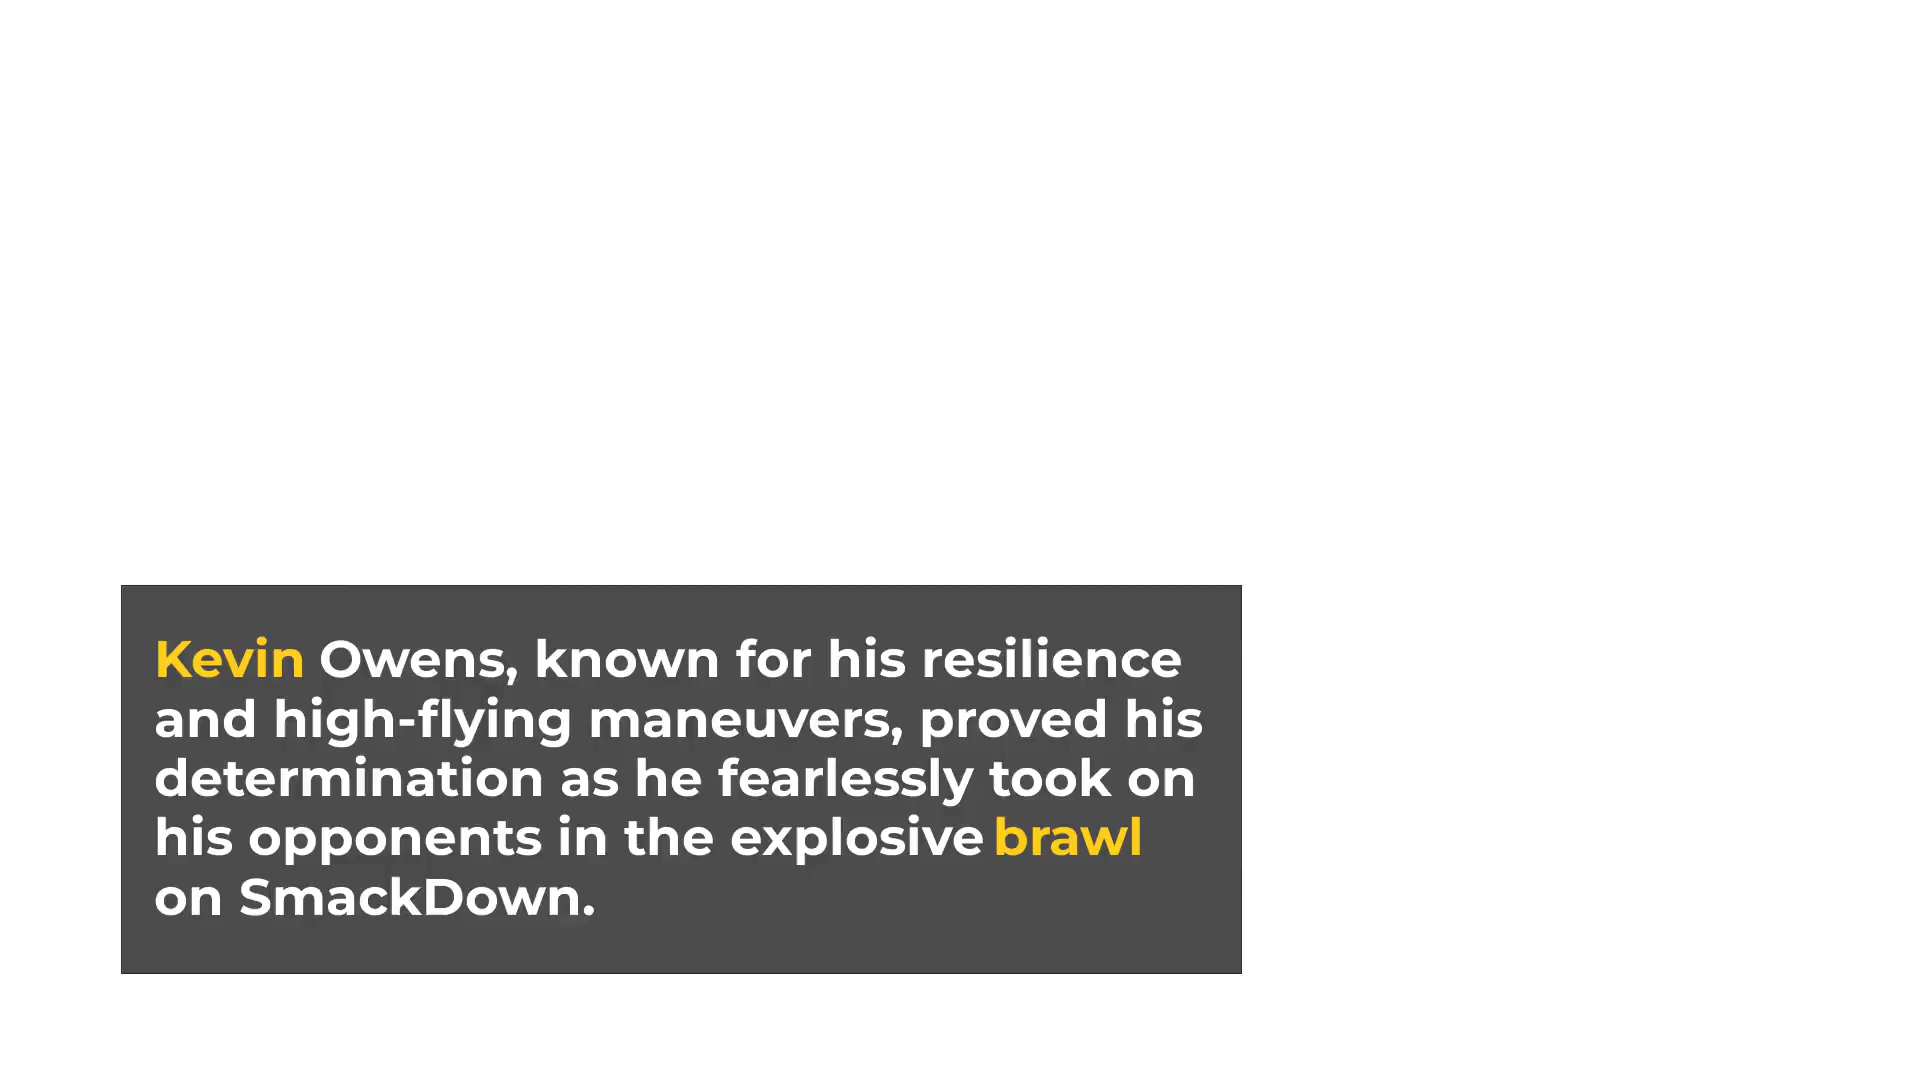 Kevin Owens, known for his resilience
and high-flying maneuvers, proved his
determination as he fearlessly took on
his opponents in the explosive brawl
on SmackDown.